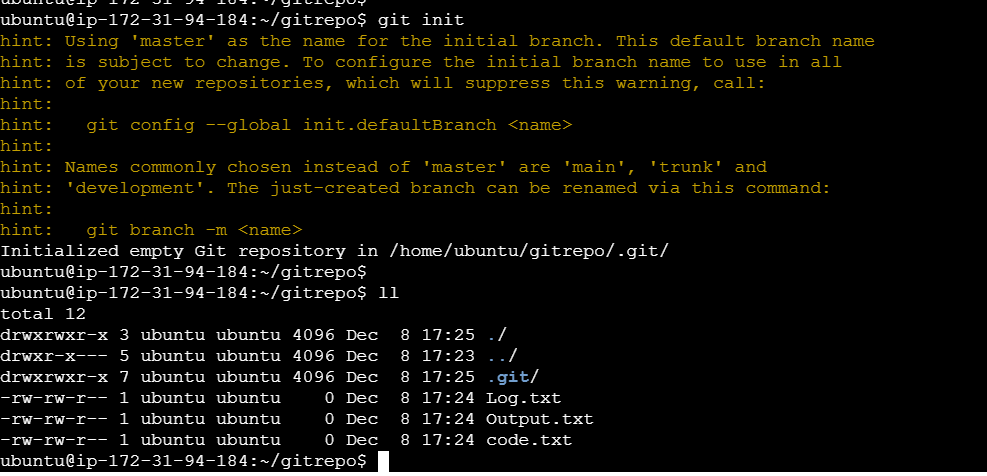 ubuntu@ip-172-31-94-184:~/gitrepo$
ubuntu@ip-172-31-94-184:~/gitrepo$ git init
hint: Using 'master' as the name for the initial branch. This default branch name
hint: is subject to change. To configure the initial branch name to use in all
hint: of your new repositories, which will suppress this warning, call:
hint:
hint:   git config --global init.defaultBranch <name>
hint:
hint: Names commonly chosen instead of 'master' are 'main', 'trunk' and
hint: 'development'. The just-created branch can be renamed via this command:
hint:
hint:   git branch -m <name>
Initialized empty Git repository in /home/ubuntu/gitrepo/.git/
ubuntu@ip-172-31-94-184:~/gitrepo$
ubuntu@ip-172-31-94-184:~/gitrepo$ ll
total 12
drwxrwxr-x 3 ubuntu ubuntu 4096 Dec  8 17:25 ./
drwxr-x--- 5 ubuntu ubuntu 4096 Dec  8 17:23 ../
drwxrwxr-x 7 ubuntu ubuntu 4096 Dec  8 17:25 .git/
-rw-rw-r-- 1 ubuntu ubuntu    0 Dec  8 17:24 Log.txt
-rw-rw-r-- 1 ubuntu ubuntu    0 Dec  8 17:24 Output.txt
-rw-rw-r-- 1 ubuntu ubuntu    0 Dec  8 17:24 code.txt
ubuntu@ip-172-31-94-184:~/gitrepo$